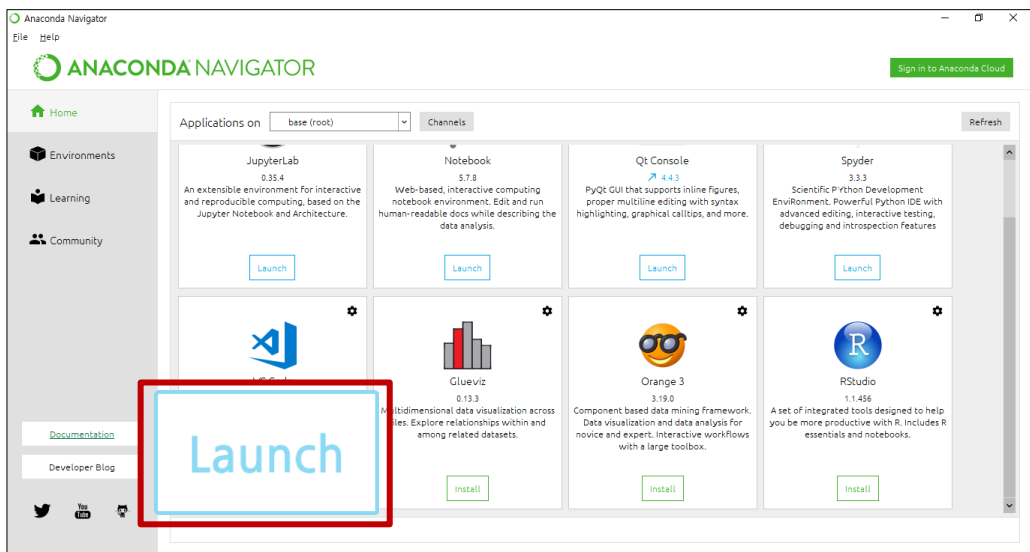 Anaconda Navigator
File Help
ANACONDA NAVIGATOR
Sign in to Anaconda Cloud
Home
Environments
Learning
Community
Documentation
Developer Blog
You
Tube
Applications on base (root) Channels Refresh
JupyterLab
0.35.4
An extensible environment for interactive
and reproducible computing, based on the
Jupyter Notebook and Architecture.
Launch
Notebook
5.7.8
Web-based, interactive computing
notebook environment. Edit and run
human-readable docs while describing the
data analysis.
Launch
Qt Console
4.4.3
PyQt GUI that supports inline figures,
proper multiline editing with syntax
highlighting, graphical calltips, and more.
Launch
Spyder
3.3.3
Scientific PYthon Development
EnviRonment. Powerful Python IDE with
advanced editing, interactive testing,
debugging and introspection features
Launch
Launch
Glueviz
0.13.3
Multidimensional data visualization across
files. Explore relationships within and
among related datasets.
Install
Orange 3
3.19.0
Component based data mining framework.
Data visualization and data analysis for
novice and expert. Interactive workflows
with a large toolbox.
Install
R
RStudio
1.1.456
A set of integrated tools designed to help
you be more productive with R. Includes R
essentials and notebooks.
Install